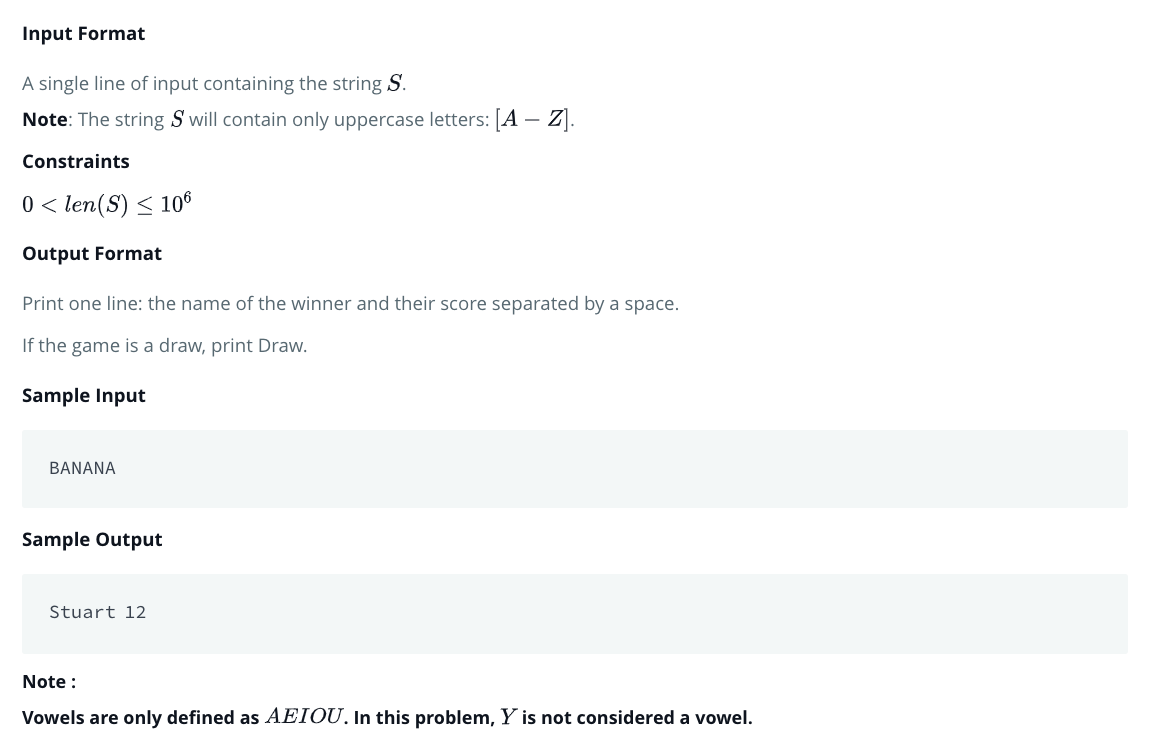 Input Format
A single line of input containing the string S.
Note: The string S will contain only uppercase letters: [A − Z].
Constraints
0 < len(S) ≤ 10⁶
Output Format
Print one line: the name of the winner and their score separated by a space.
If the game is a draw, print Draw.
Sample Input
BANANA
Sample Output
Stuart 12
Note :
Vowels are only defined as AEIOU. In this problem, Y is not considered a vowel.